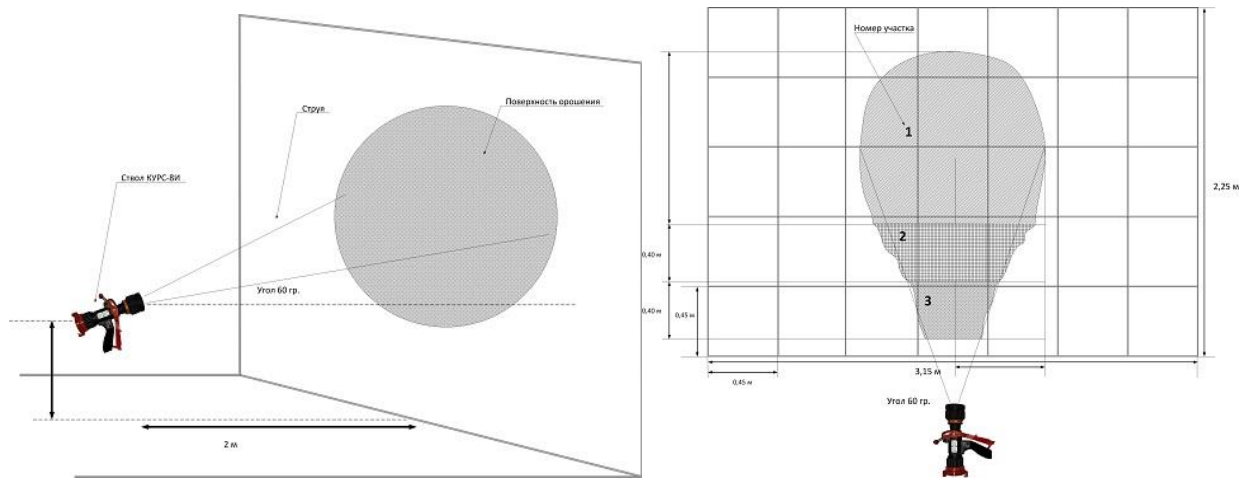 Поверхность орошения
Струя
Ствол КУРС-8И
Угол 60 гр.
2 м
Номер участка
1
2,25 м
2
0,40 м
3
0,40 м
0,45 м
3,15 м
0,45 м
Угол 60 гр.